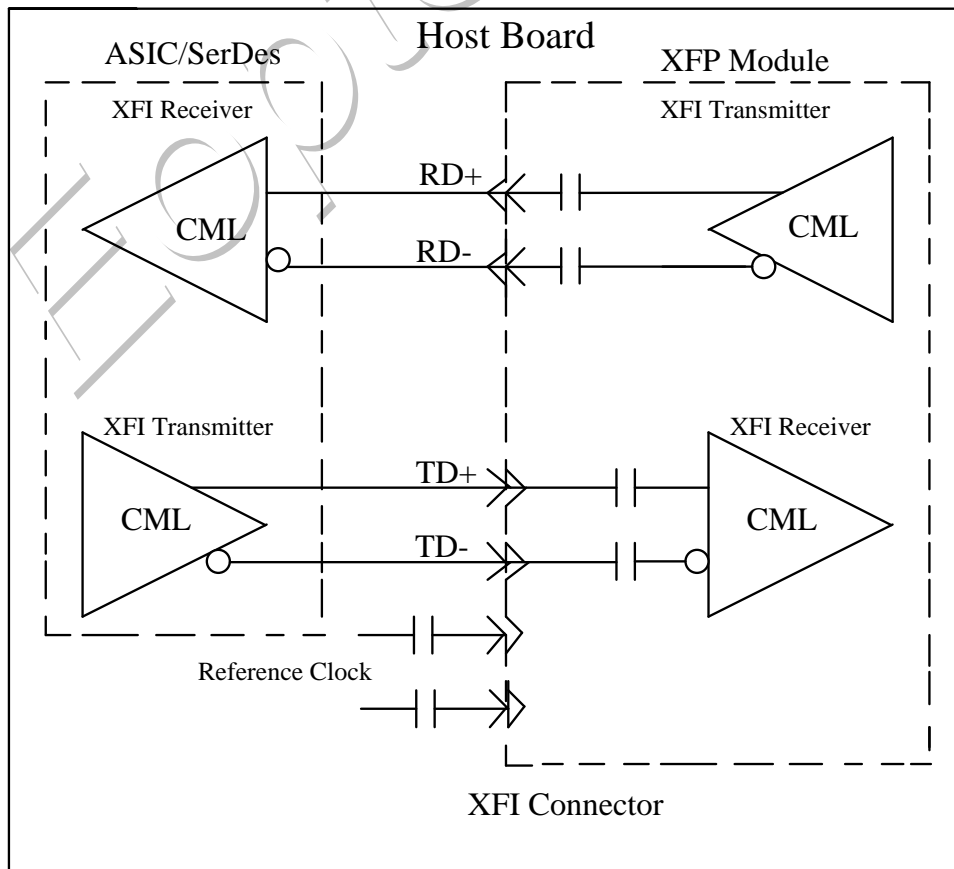 Host Board
ASIC/SerDes
XFP Module
XFI Receiver
XFI Transmitter
RD+
CML
CML
RD-
XFI Transmitter
XFI Receiver
TD+
CML
CML
TD-
Reference Clock
XFI Connector